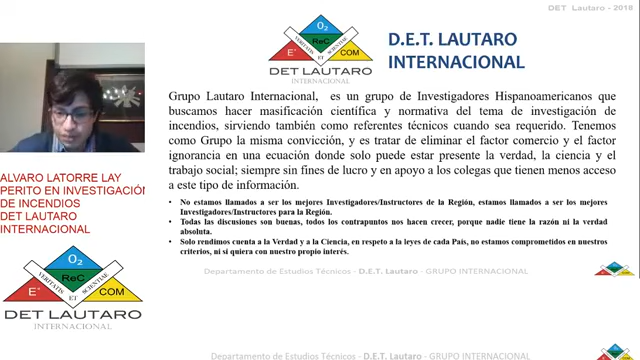 DET Lautaro - 2018
O2
E°
ReC
COM
VERITATIS ET SCIENTIAE
DET LAUTARO
INTERNACIONAL
D.E.T. LAUTARO
INTERNACIONAL
Grupo Lautaro Internacional, es un grupo de Investigadores Hispanoamericanos que
buscamos hacer masificación científica y normativa del tema de investigación de
incendios, sirviendo también como referentes técnicos cuando sea requerido. Tenemos
como Grupo la misma convicción, y es tratar de eliminar el factor comercio y el factor
ignorancia en una ecuación donde solo puede estar presente la verdad, la ciencia y el
trabajo social; siempre sin fines de lucro y en apoyo a los colegas que tienen menos acceso
a este tipo de información.
• No estamos llamados a ser los mejores Investigadores/Instructores de la Región, estamos llamados a ser los mejores
Investigadores/Instructores para la Región.
• Todas las discusiones son buenas, todos los contrapuntos nos hacen crecer, porque nadie tiene la razón ni la verdad
absoluta.
• Solo rendimos cuenta a la Verdad y a la Ciencia, en respeto a la leyes de cada País, no estamos comprometidos en nuestros
criterios, ni si quiera con nuestro propio interés.
Departamento de Estudios Técnicos - D.E.T. Lautaro - GRUPO INTERNACIONAL
ALVARO LATORRE LAY
PERITO EN INVESTIGACIÓN
DE INCENDIOS
DET LAUTARO
INTERNACIONAL
O2
E°
ReC
COM
VERITATIS ET SCIENTIAE
DET LAUTARO
INTERNACIONAL
Departamento de Estudios Técnicos - D.E.T. Lautaro - GRUPO INTERNACIONAL